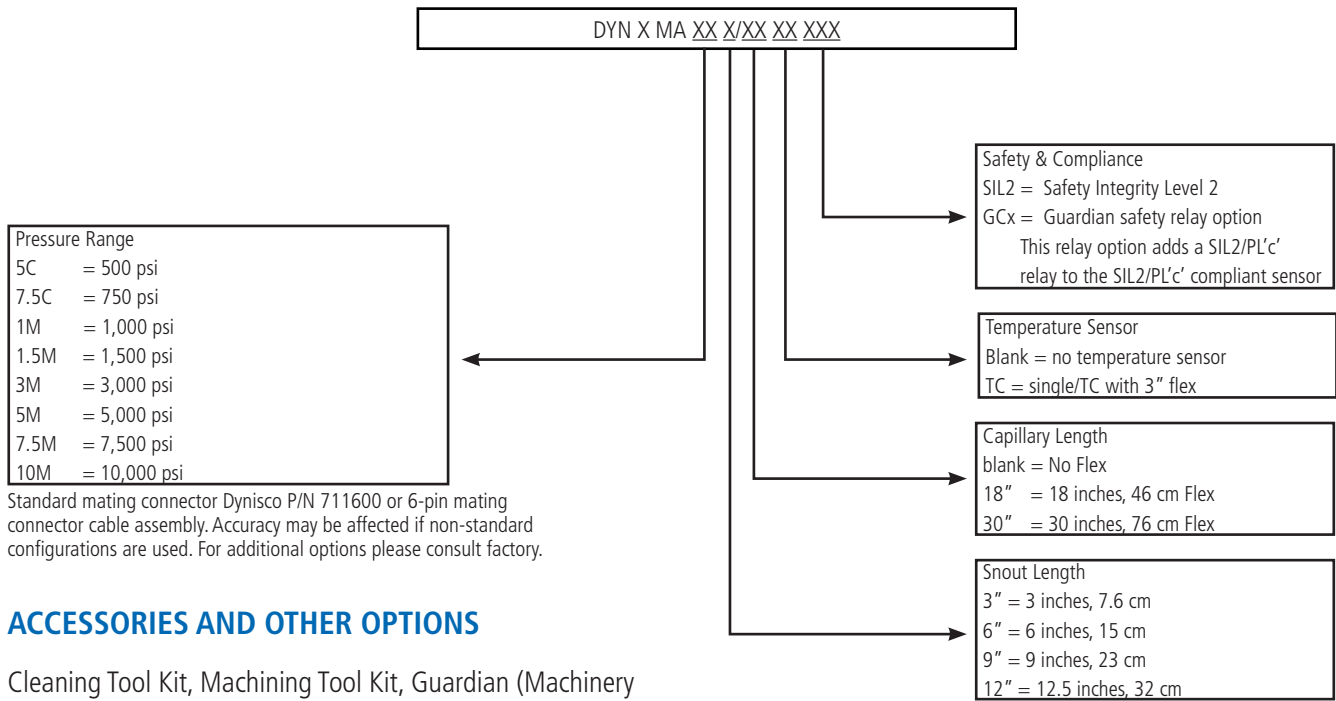 DYN X MA XX X/XX XX XXX
Safety & Compliance
SIL2 = Safety Integrity Level 2
GCx = Guardian safety relay option
This relay option adds a SIL2/PL’c’
relay to the SIL2/PL’c’ compliant sensor
Pressure Range
5C = 500 psi
7.5C = 750 psi
1M = 1,000 psi
1.5M = 1,500 psi
3M = 3,000 psi
5M = 5,000 psi
7.5M = 7,500 psi
10M = 10,000 psi
Temperature Sensor
Blank = no temperature sensor
TC = single/TC with 3” flex
Capillary Length
blank = No Flex
18” = 18 inches, 46 cm Flex
30” = 30 inches, 76 cm Flex
Snout Length
3” = 3 inches, 7.6 cm
6” = 6 inches, 15 cm
9” = 9 inches, 23 cm
12” = 12.5 inches, 32 cm
Standard mating connector Dynisco P/N 711600 or 6-pin mating
connector cable assembly. Accuracy may be affected if non-standard
configurations are used. For additional options please consult factory.
ACCESSORIES AND OTHER OPTIONS
Cleaning Tool Kit, Machining Tool Kit, Guardian (Machinery